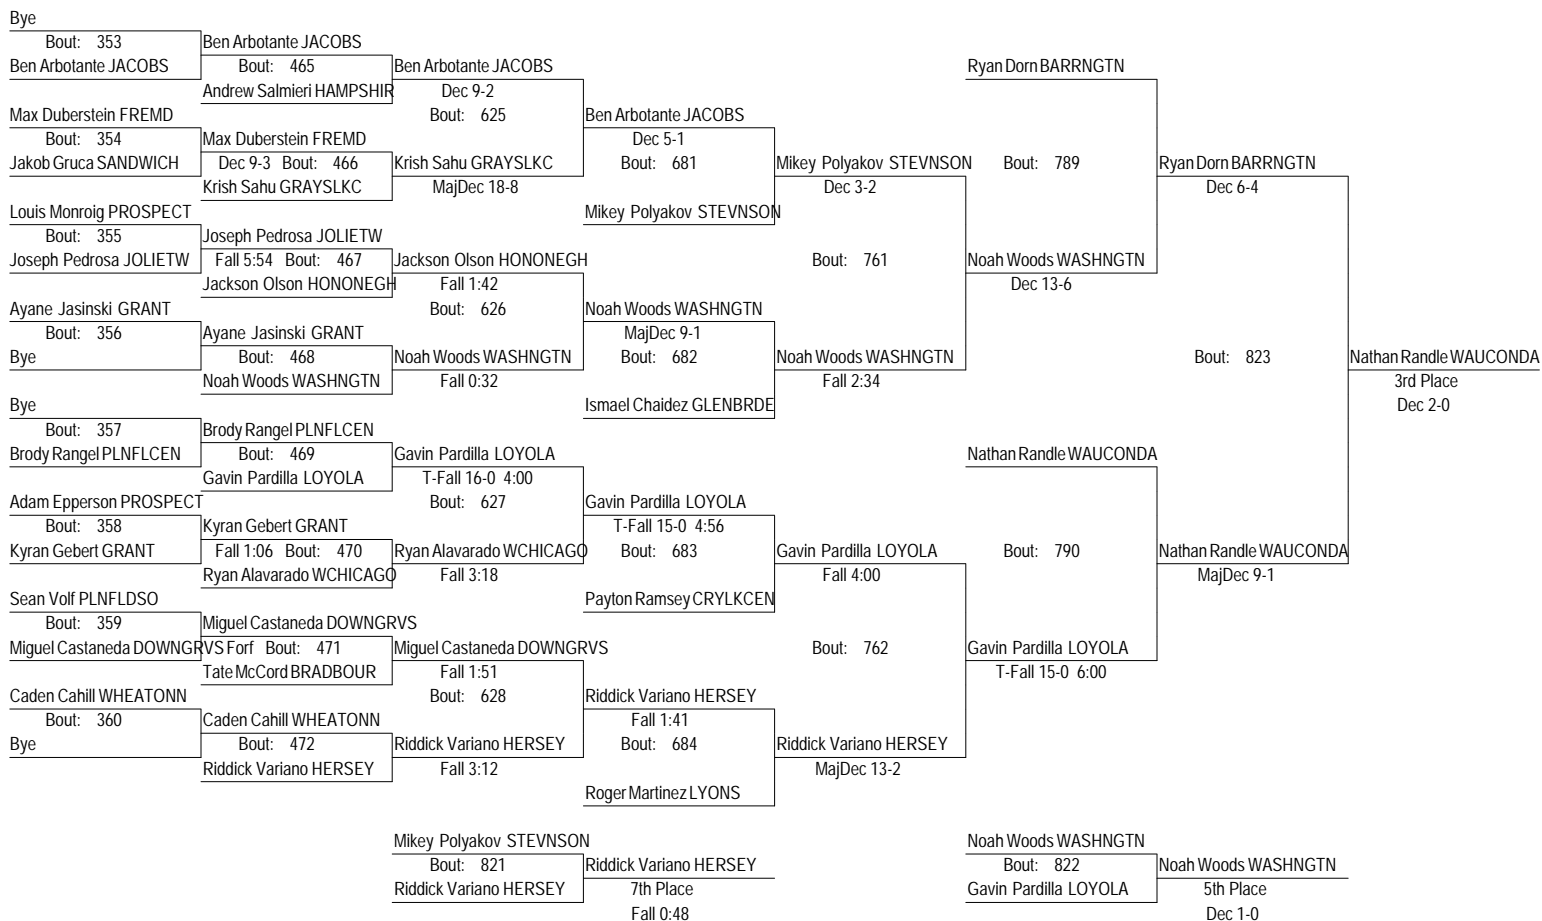 Bye
Bout: 353 Ben Arbotante JACOBS
Ben Arbotante JACOBS Bout: 465 Ben Arbotante JACOBS Ryan Dorn BARRNGTN
Andrew Salmieri HAMPSHIR Dec 9-2
Max Duberstein FREMD Bout: 625 Ben Arbotante JACOBS
Bout: 354 Max Duberstein FREMD Dec 5-1
Jakob Gruca SANDWICH Dec 9-3 Bout: 466 Krish Sahu GRAYSLKC Bout: 681 Mikey Polyakov STEVNSON Bout: 789 Ryan Dorn BARRNGTN
Krish Sahu GRAYSLKC MajDec 18-8 Dec 3-2 Dec 6-4
Louis Monroig PROSPECT Mikey Polyakov STEVNSON
Bout: 355 Joseph Pedrosa JOLIETW
Joseph Pedrosa JOLIETW Fall 5:54 Bout: 467 Jackson Olson HONONEGH Bout: 761 Noah Woods WASHNGTN
Jackson Olson HONONEGH Fall 1:42 Dec 13-6
Ayane Jasinski GRANT Bout: 626 Noah Woods WASHNGTN
Bout: 356 Ayane Jasinski GRANT MajDec 9-1
Bye Bout: 468 Noah Woods WASHNGTN Bout: 682 Noah Woods WASHNGTN Bout: 823 Nathan Randle WAUCONDA
Noah Woods WASHNGTN Fall 0:32 Fall 2:34 3rd Place
Bye Ismael Chaidez GLENBRDE Dec 2-0
Bout: 357 Brody Rangel PLNFLCEN
Brody Rangel PLNFLCEN Bout: 469 Gavin Pardilla LOYOLA Nathan Randle WAUCONDA
Gavin Pardilla LOYOLA T-Fall 16-0 4:00
Adam Epperson PROSPECT Bout: 627 Gavin Pardilla LOYOLA
Bout: 358 Kyran Gebert GRANT T-Fall 15-0 4:56
Kyran Gebert GRANT Fall 1:06 Bout: 470 Ryan Alavarado WCHICAGO Bout: 683 Gavin Pardilla LOYOLA Bout: 790 Nathan Randle WAUCONDA
Ryan Alavarado WCHICAGO Fall 3:18 Fall 4:00 MajDec 9-1
Sean Volf PLNFLDSO Payton Ramsey CRYLKCEN
Bout: 359 Miguel Castaneda DOWNGRVS
Miguel Castaneda DOWNGRVS Forf Bout: 471 Miguel Castaneda DOWNGRVS Bout: 762 Gavin Pardilla LOYOLA
Tate McCord BRADBOUR Fall 1:51 T-Fall 15-0 6:00
Caden Cahill WHEATONN Bout: 628 Riddick Variano HERSEY
Bout: 360 Caden Cahill WHEATONN Fall 1:41
Bye Bout: 472 Riddick Variano HERSEY Bout: 684 Riddick Variano HERSEY
Riddick Variano HERSEY Fall 3:12 MajDec 13-2
Roger Martinez LYONS
Mikey Polyakov STEVNSON Noah Woods WASHNGTN
Bout: 821 Riddick Variano HERSEY Bout: 822 Noah Woods WASHNGTN
Riddick Variano HERSEY 7th Place Gavin Pardilla LOYOLA 5th Place
Fall 0:48 Dec 1-0